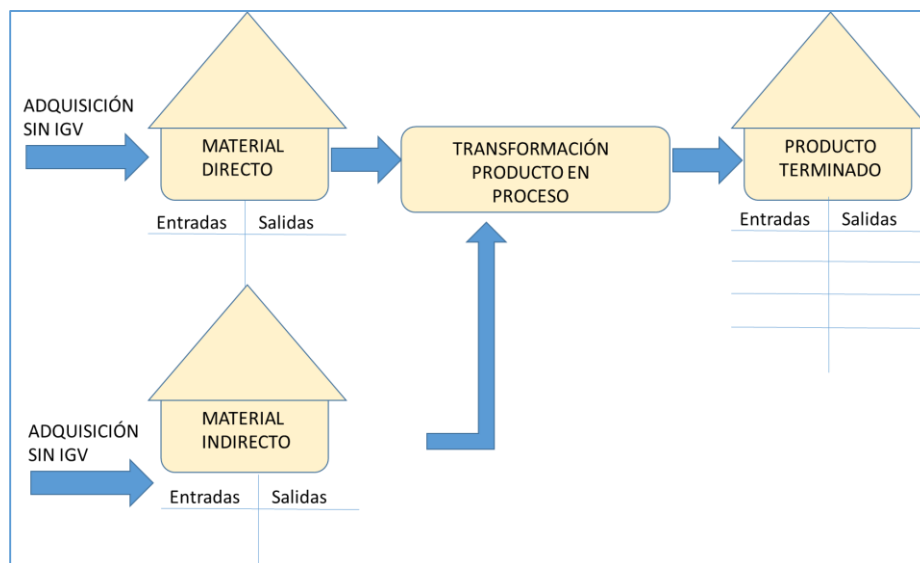 ADQUISICIÓN
SIN IGV
MATERIAL
DIRECTO
Entradas
Salidas
TRANSFORMACIÓN
PRODUCTO EN
PROCESO
PRODUCTO
TERMINADO
Entradas
Salidas
ADQUISICIÓN
SIN IGV
MATERIAL
INDIRECTO
Entradas
Salidas